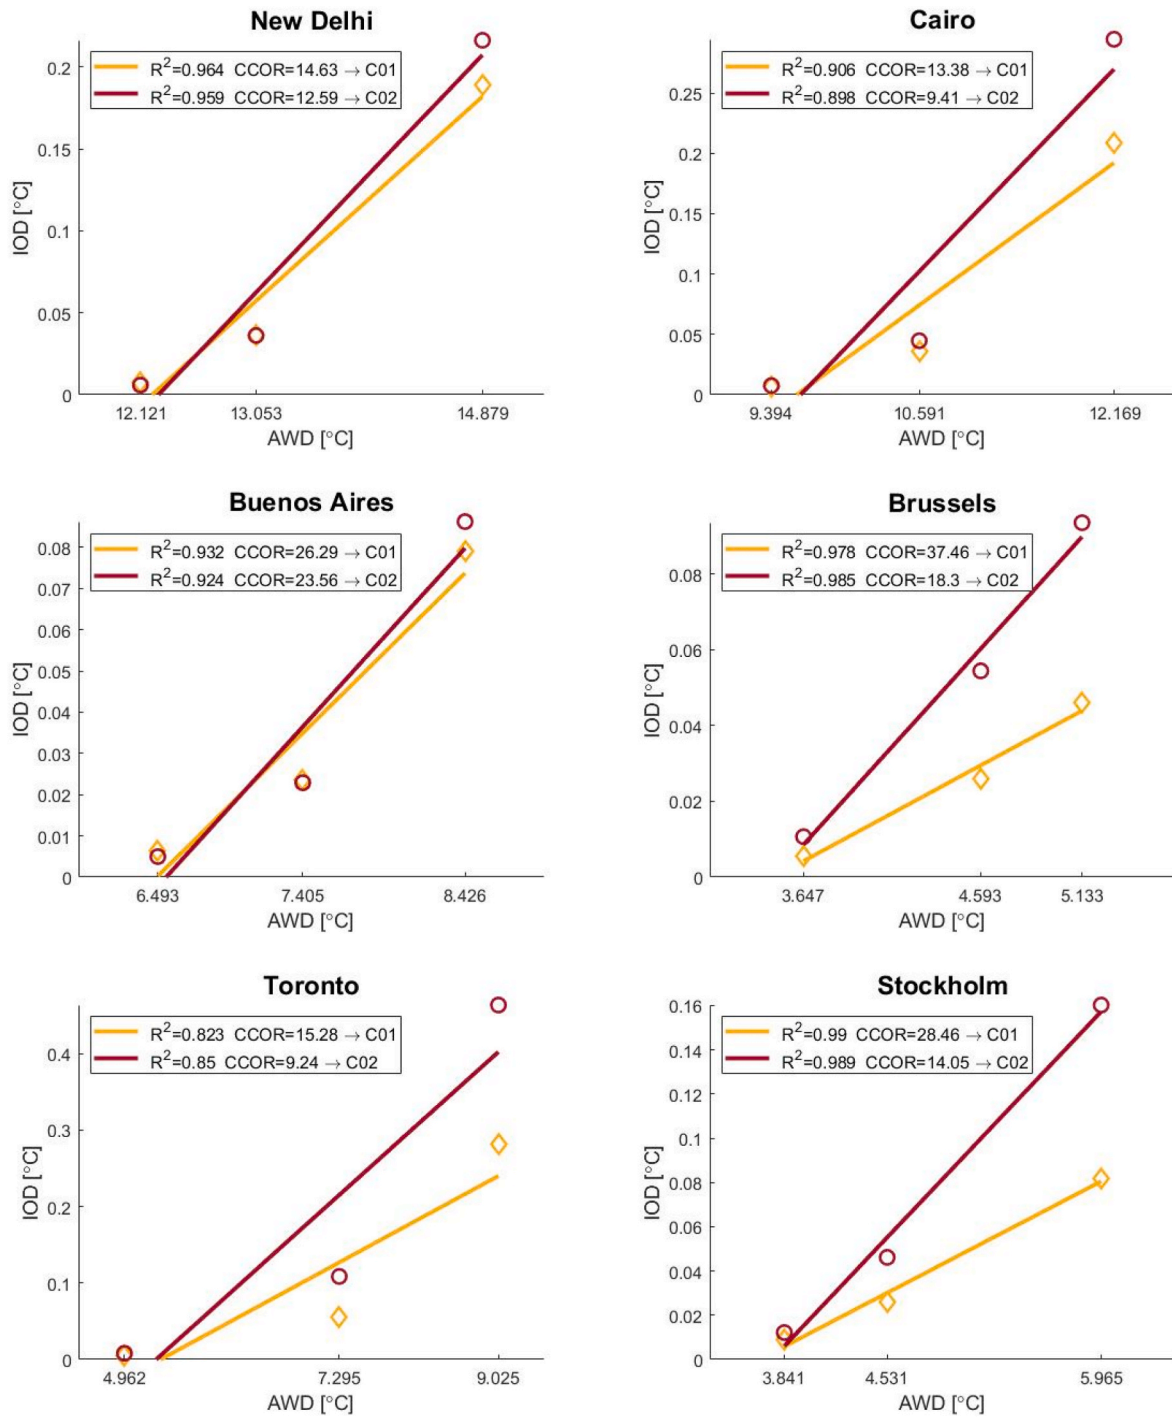 New Delhi
R²=0.964 CCOR=14.63 → C01
R²=0.959 CCOR=12.59 → C02
0.2
0.15
0.1
0.05
0
IOD [°C]
12.121 13.053 14.879
AWD [°C]
Cairo
R²=0.906 CCOR=13.38 → C01
R²=0.898 CCOR=9.41 → C02
0.25
0.2
0.15
0.1
0.05
0
IOD [°C]
9.394 10.591 12.169
AWD [°C]
Buenos Aires
R²=0.932 CCOR=26.29 → C01
R²=0.924 CCOR=23.56 → C02
0.08
0.07
0.06
0.05
0.04
0.03
0.02
0.01
0
IOD [°C]
6.493 7.405 8.426
AWD [°C]
Brussels
R²=0.978 CCOR=37.46 → C01
R²=0.985 CCOR=18.3 → C02
0.08
0.06
0.04
0.02
0
IOD [°C]
3.647 4.593 5.133
AWD [°C]
Toronto
R²=0.823 CCOR=15.28 → C01
R²=0.85 CCOR=9.24 → C02
0.4
0.3
0.2
0.1
0
IOD [°C]
4.962 7.295 9.025
AWD [°C]
Stockholm
R²=0.99 CCOR=28.46 → C01
R²=0.989 CCOR=14.05 → C02
0.16
0.14
0.12
0.1
0.08
0.06
0.04
0.02
0
IOD [°C]
3.841 4.531 5.965
AWD [°C]